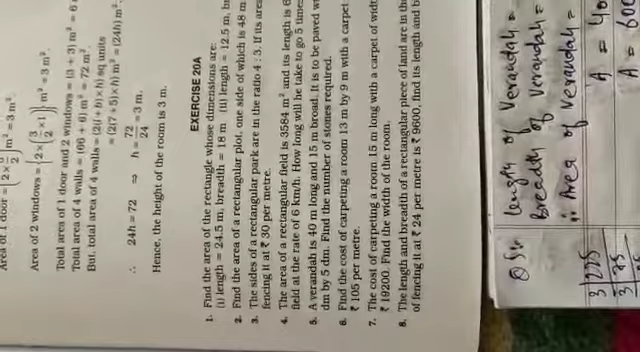 Area of 1 door =
m² = 3 m².
Area of 2 windows = {2 × (3/2 × 1)} m² = 3 m².
Total area of 1 door and 2 windows = (3 + 3) m² = 6
Total area of 4 walls = (66 + 6) m² = 72 m².
But, total area of 4 walls = {2(l + b) × h} sq units
= {2(7 + 5) × h} m² = (24h) m².
∴ 24h = 72 ⇒ h = 72/24 = 3 m.
Hence, the height of the room is 3 m.
EXERCISE 20A
1. Find the area of the rectangle whose dimensions are:
(i) length = 24.5 m, breadth = 18 m (ii) length = 12.5 m,
2. Find the area of a rectangular plot, one side of which is 48 m
3. The sides of a rectangular park are in the ratio 4 : 3. If its area
fencing it at ₹ 30 per metre.
4. The area of a rectangular field is 3584 m² and its length is 6
field at the rate of 6 km/h. How long will he take to go 5 times
5. A verandah is 40 m long and 15 m broad. It is to be paved
dm by 5 dm. Find the number of stones required.
6. Find the cost of carpeting a room 13 m by 9 m with a carpet
₹ 105 per metre.
7. The cost of carpeting a room 15 m long with a carpet of width
₹ 19200. Find the width of the room.
8. The length and breadth of a rectangular piece of land are in the
of fencing it at ₹ 24 per metre is ₹ 9600, find its length and
length of Verandah =
Breadth of Verandah =
∴ Area of Verandah =
A = 40
A = 600
3 225